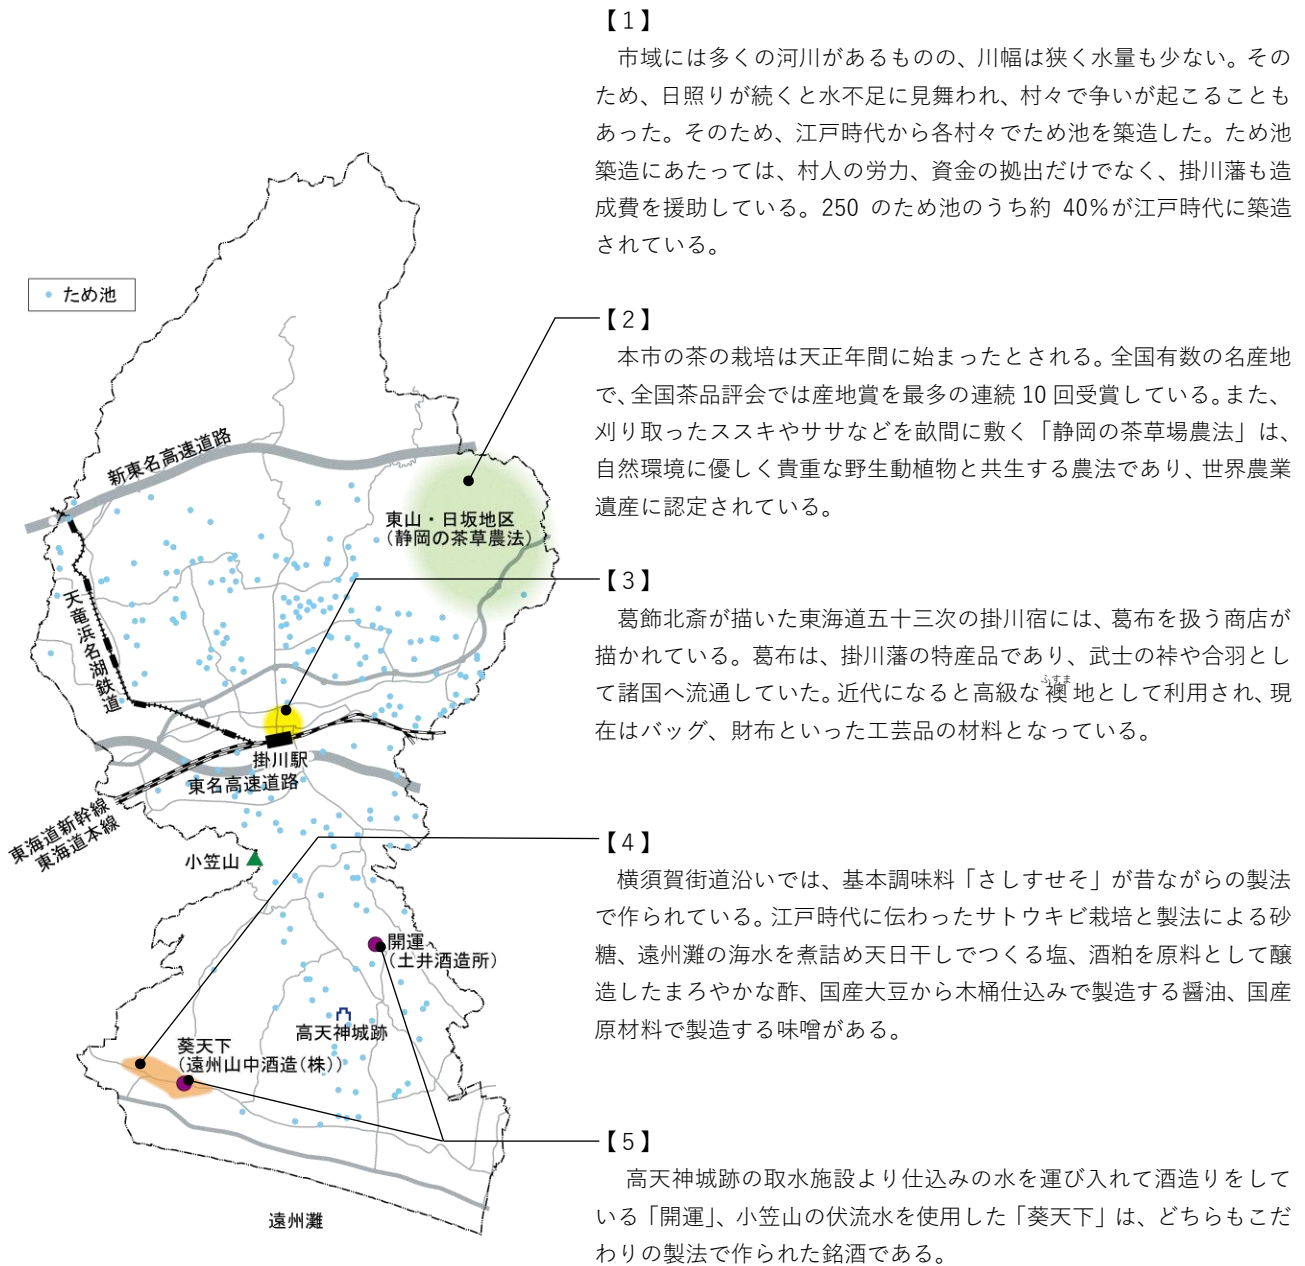 【1】
市域には多くの河川があるものの、川幅は狭く水量も少ない。その
ため、日照りが続くと水不足に見舞われ、村々で争いが起こることも
あった。そのため、江戸時代から各村々でため池を築造した。ため池
築造にあたっては、村人の労力、資金の拠出だけでなく、掛川藩も造
成費を援助している。250 のため池のうち約 40%が江戸時代に築造
されている。
ため池
【2】
本市の茶の栽培は天正年間に始まったとされる。全国有数の名産地
で、全国茶品評会では産地賞を最多の連続 10 回受賞している。また、
刈り取ったススキやササなどを畝間に敷く「静岡の茶草場農法」は、
自然環境に優しく貴重な野生動植物と共生する農法であり、世界農業
遺産に認定されている。
新東名高速道路
東山・日坂地区
(静岡の茶草農法)
【3】
葛飾北斎が描いた東海道五十三次の掛川宿には、葛布を扱う商店が
描かれている。葛布は、掛川藩の特産品であり、武士の裃や合羽とし
て諸国へ流通していた。近代になると高級な襖地として利用され、現
ふすま
在はバッグ、財布といった工芸品の材料となっている。
天竜浜名湖鉄道
掛川駅
東名高速道路
東海道新幹線
東海道本線
【4】
横須賀街道沿いでは、基本調味料「さしすせそ」が昔ながらの製法
で作られている。江戸時代に伝わったサトウキビ栽培と製法による砂
糖、遠州灘の海水を煮詰め天日干しでつくる塩、酒粕を原料として醸
造したまろやかな酢、国産大豆から木桶仕込みで製造する醤油、国産
原材料で製造する味噌がある。
小笠山
開運
(土井酒造所)
高天神城跡
葵天下
(遠州山中酒造(株))
【5】
高天神城跡の取水施設より仕込みの水を運び入れて酒造りをして
いる「開運」、小笠山の伏流水を使用した「葵天下」は、どちらもこだ
わりの製法で作られた銘酒である。
遠州灘